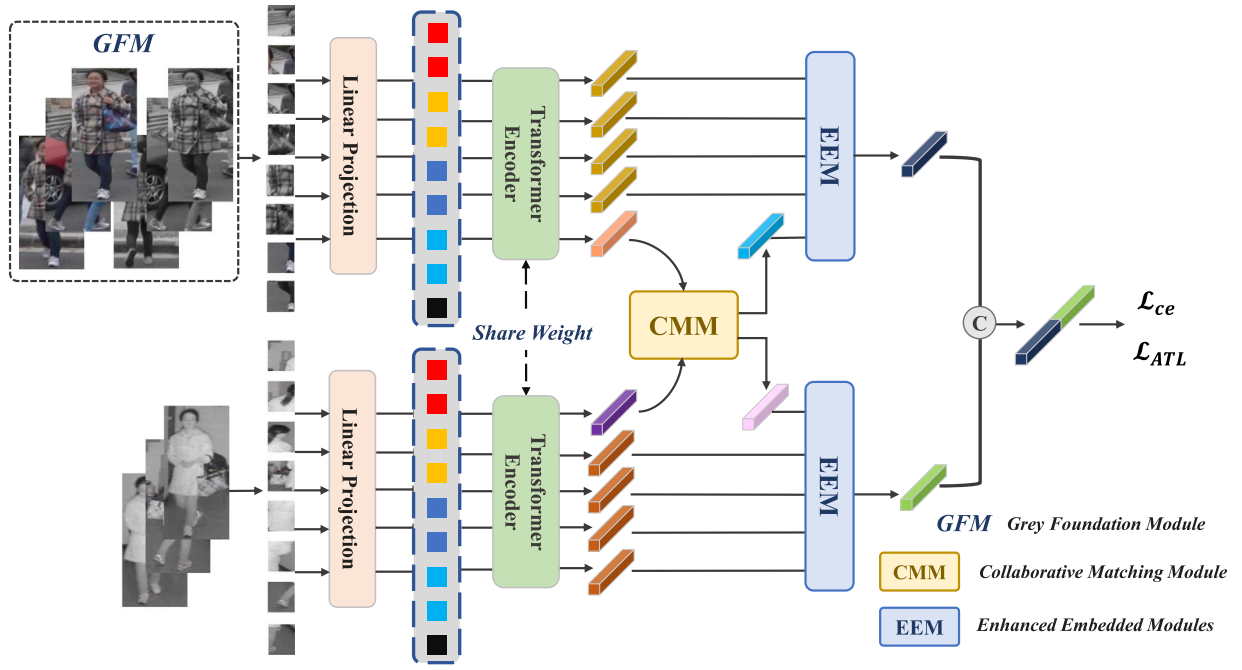 GFM
Linear Projection
Transformer
Encoder
EEM
Share Weight
CMM
C
ℒce
ℒATL
Linear Projection
Transformer
Encoder
EEM
GFM Grey Foundation Module
CMM Collaborative Matching Module
EEM Enhanced Embedded Modules